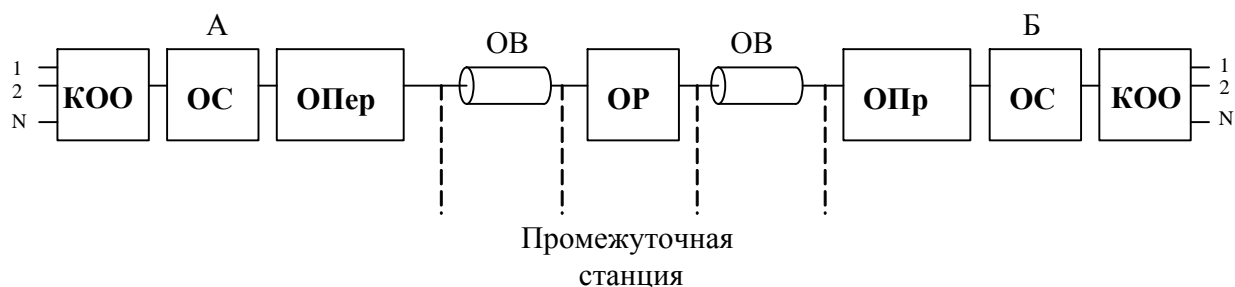 А
Б
ОВ
ОВ
1
2
N
КОО
ОС
ОПер
ОР
ОПр
ОС
КОО
1
2
N
Промежуточная
станция